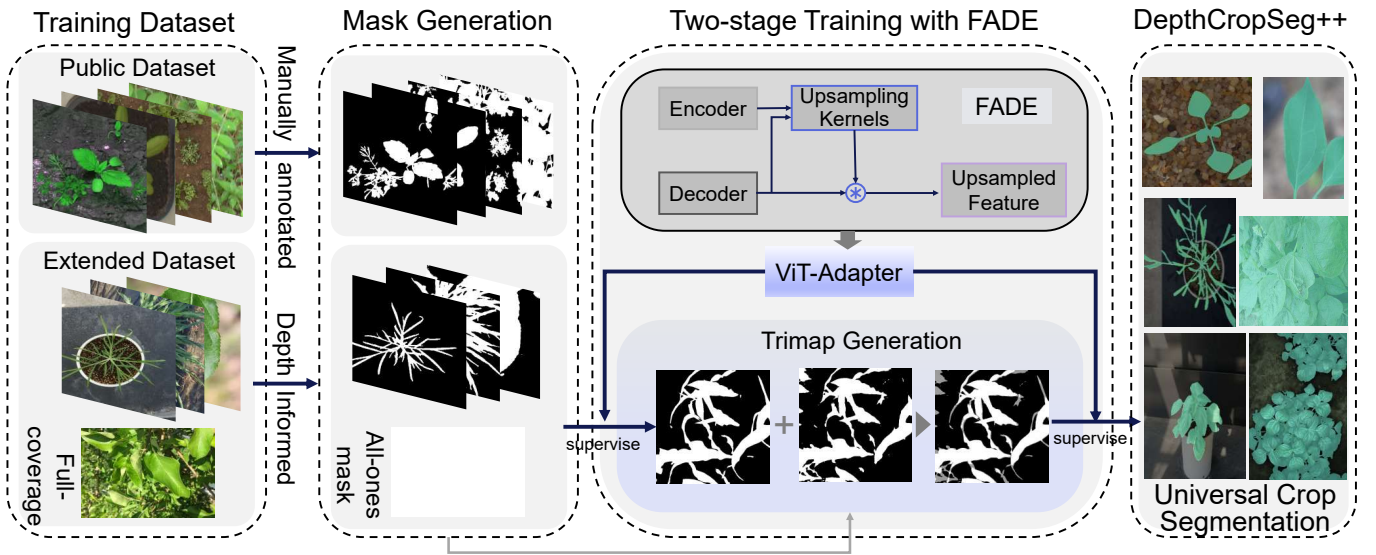 Training Dataset
Public Dataset
Extended Dataset
Full-
coverage
Manually
annotated
Depth
Informed
Mask Generation
All-ones
mask
Two-stage Training with FADE
Encoder
Upsampling
Kernels
FADE
Decoder
Upsampled
Feature
ViT-Adapter
Trimap Generation
+
supervise
supervise
DepthCropSeg++
Universal Crop
Segmentation